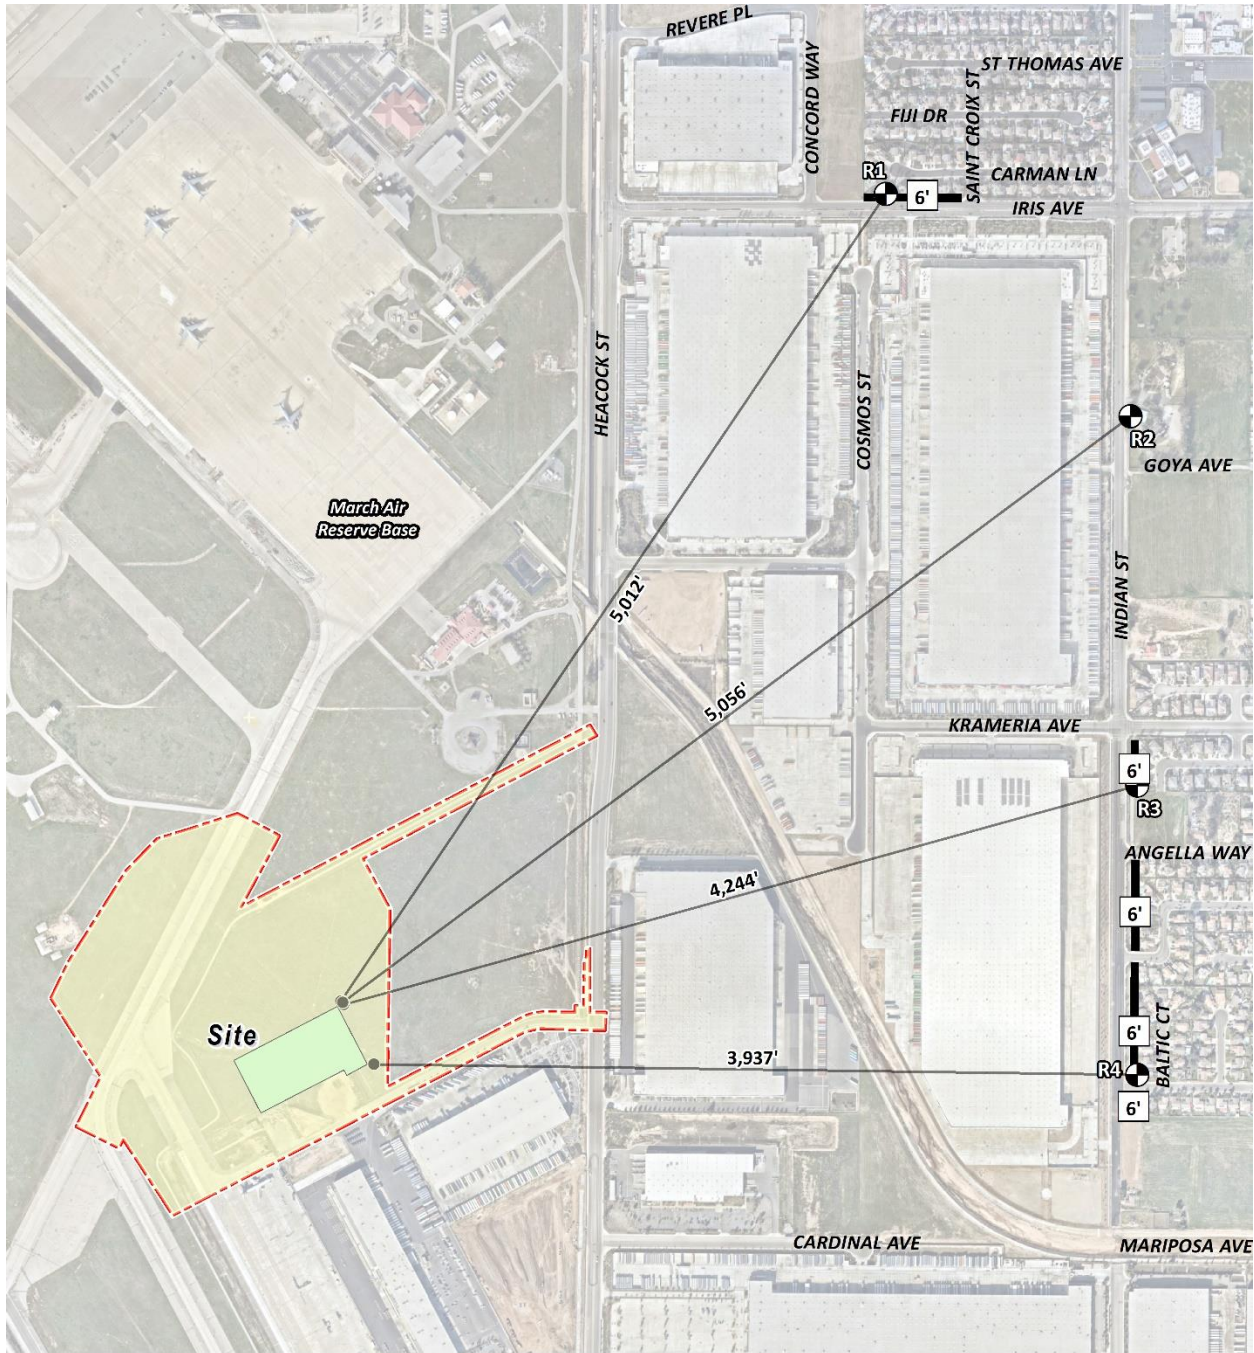 REVERE PL
CONCORD WAY
ST THOMAS AVE
SAINT CROIX ST
FIJI DR
CARMAN LN
R1
6'
IRIS AVE
HEACOCK ST
COSMOS ST
R2
GOYA AVE
March Air
Reserve Base
5,012'
INDIAN ST
5,056'
KRAMERIA AVE
6'
R3
ANGELLA WAY
4,244'
6'
Site
6'
BALTIC CT
3,937'
R4
6'
CARDINAL AVE
MARIPOSA AVE